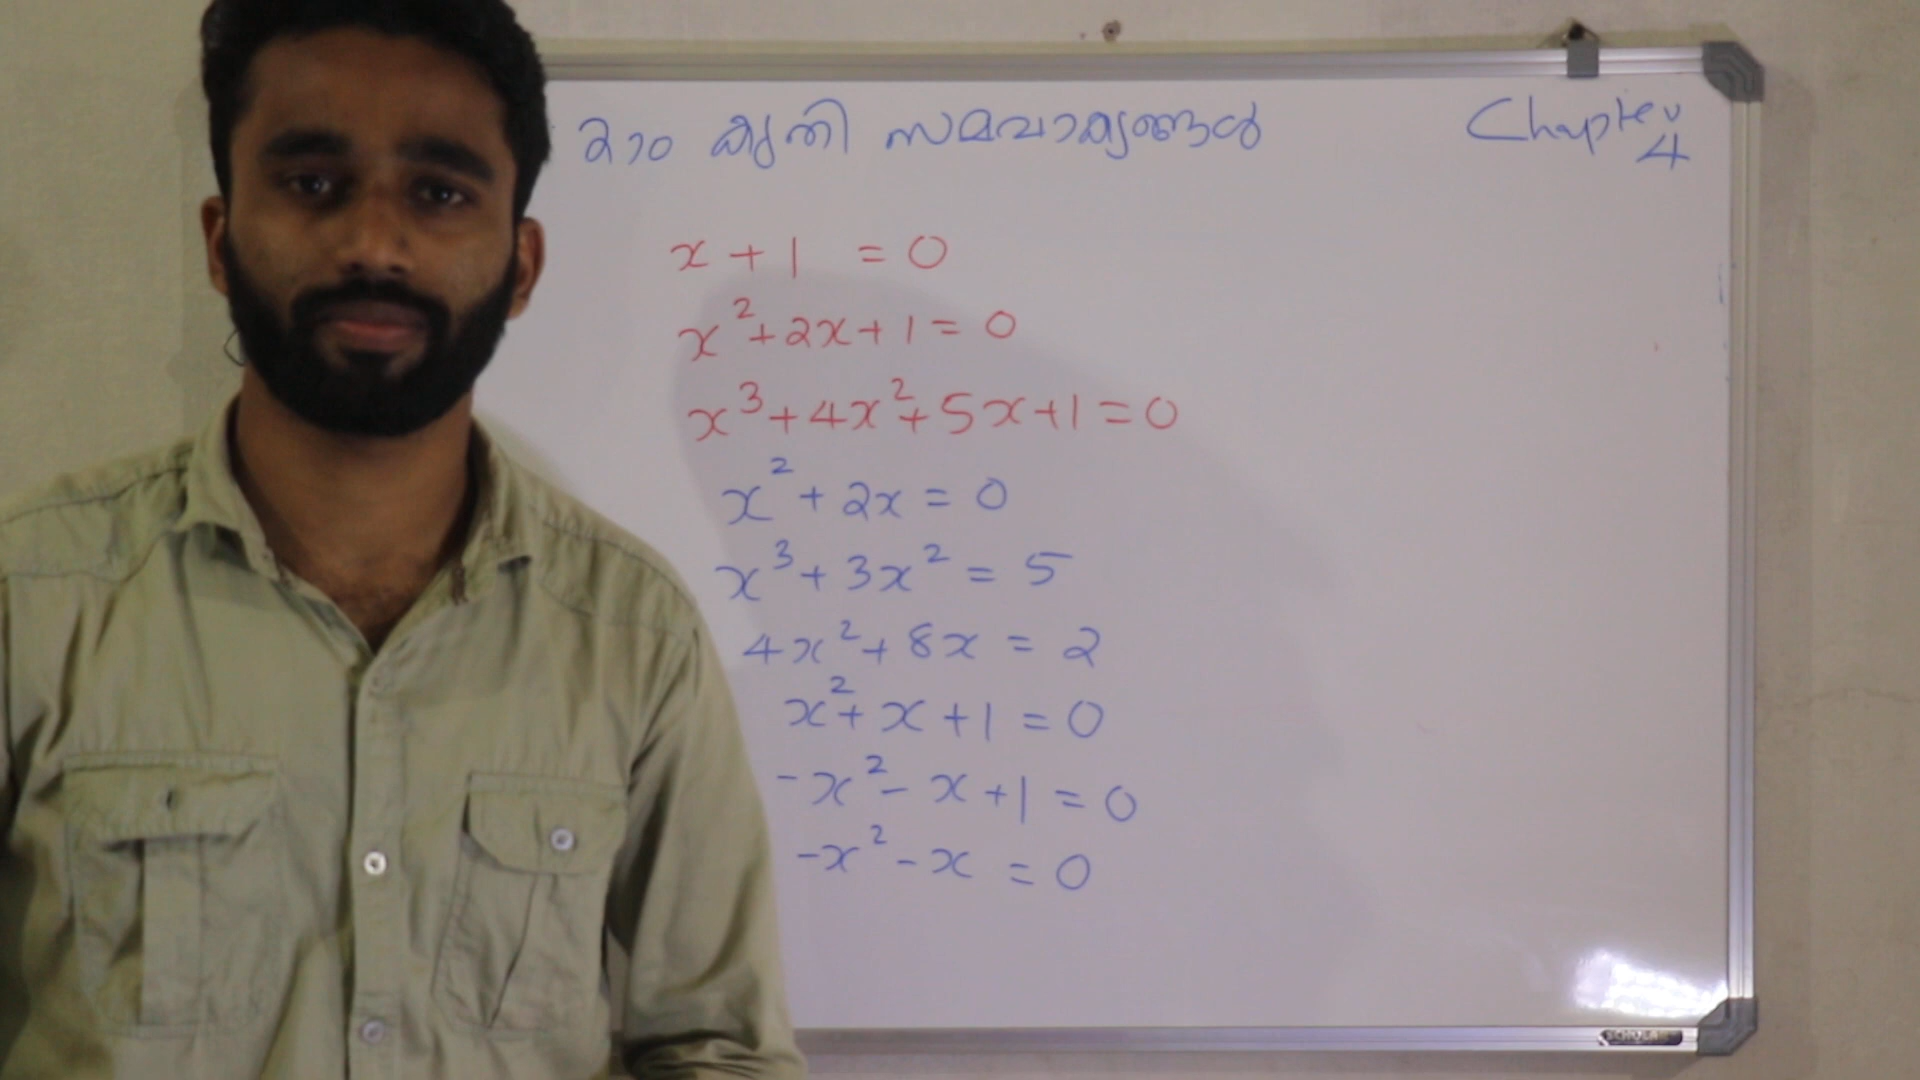 2ാം കൃതി സമവാക്യങ്ങൾ
Chapter 4
x + 1 = 0
x² + 2x + 1 = 0
x³ + 4x² + 5x + 1 = 0
x² + 2x = 0
x³ + 3x² = 5
4x² + 8x = 2
x² + x + 1 = 0
-x² - x + 1 = 0
-x² - x = 0